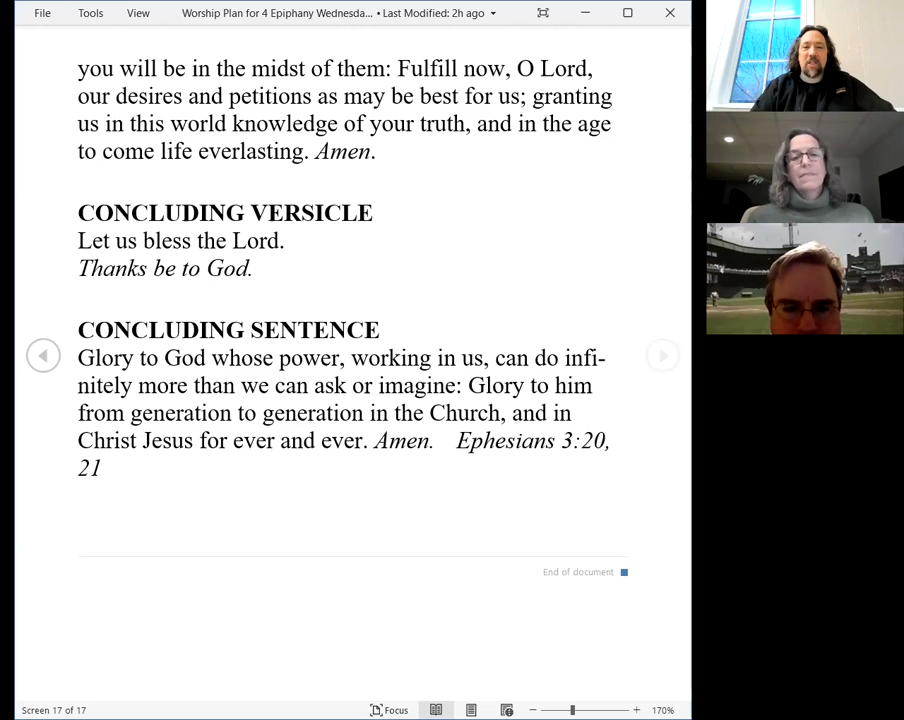 File Tools View Worship Plan for 4 Epiphany Wednesda... • Last Modified: 2h ago
you will be in the midst of them: Fulfill now, O Lord,
our desires and petitions as may be best for us; granting
us in this world knowledge of your truth, and in the age
to come life everlasting. Amen.
CONCLUDING VERSICLE
Let us bless the Lord.
Thanks be to God.
CONCLUDING SENTENCE
Glory to God whose power, working in us, can do infi-
nitely more than we can ask or imagine: Glory to him
from generation to generation in the Church, and in
Christ Jesus for ever and ever. Amen. Ephesians 3:20,
21
End of document
Screen 17 of 17 Focus 170%